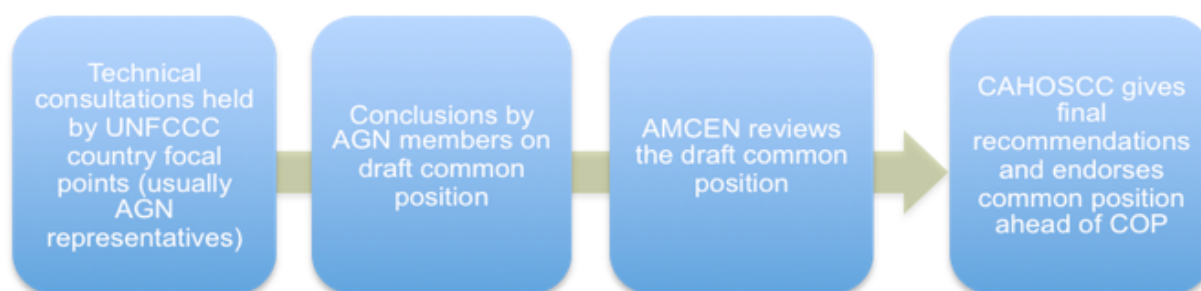 Technical
consultations held
by UNFCCC
country focal
points (usually
AGN
representatives)
Conclusions by
AGN members on
draft common
position
AMCEN reviews
the draft common
position
CAHOSCC gives
final
recommendations
and endorses
common position
ahead of COP